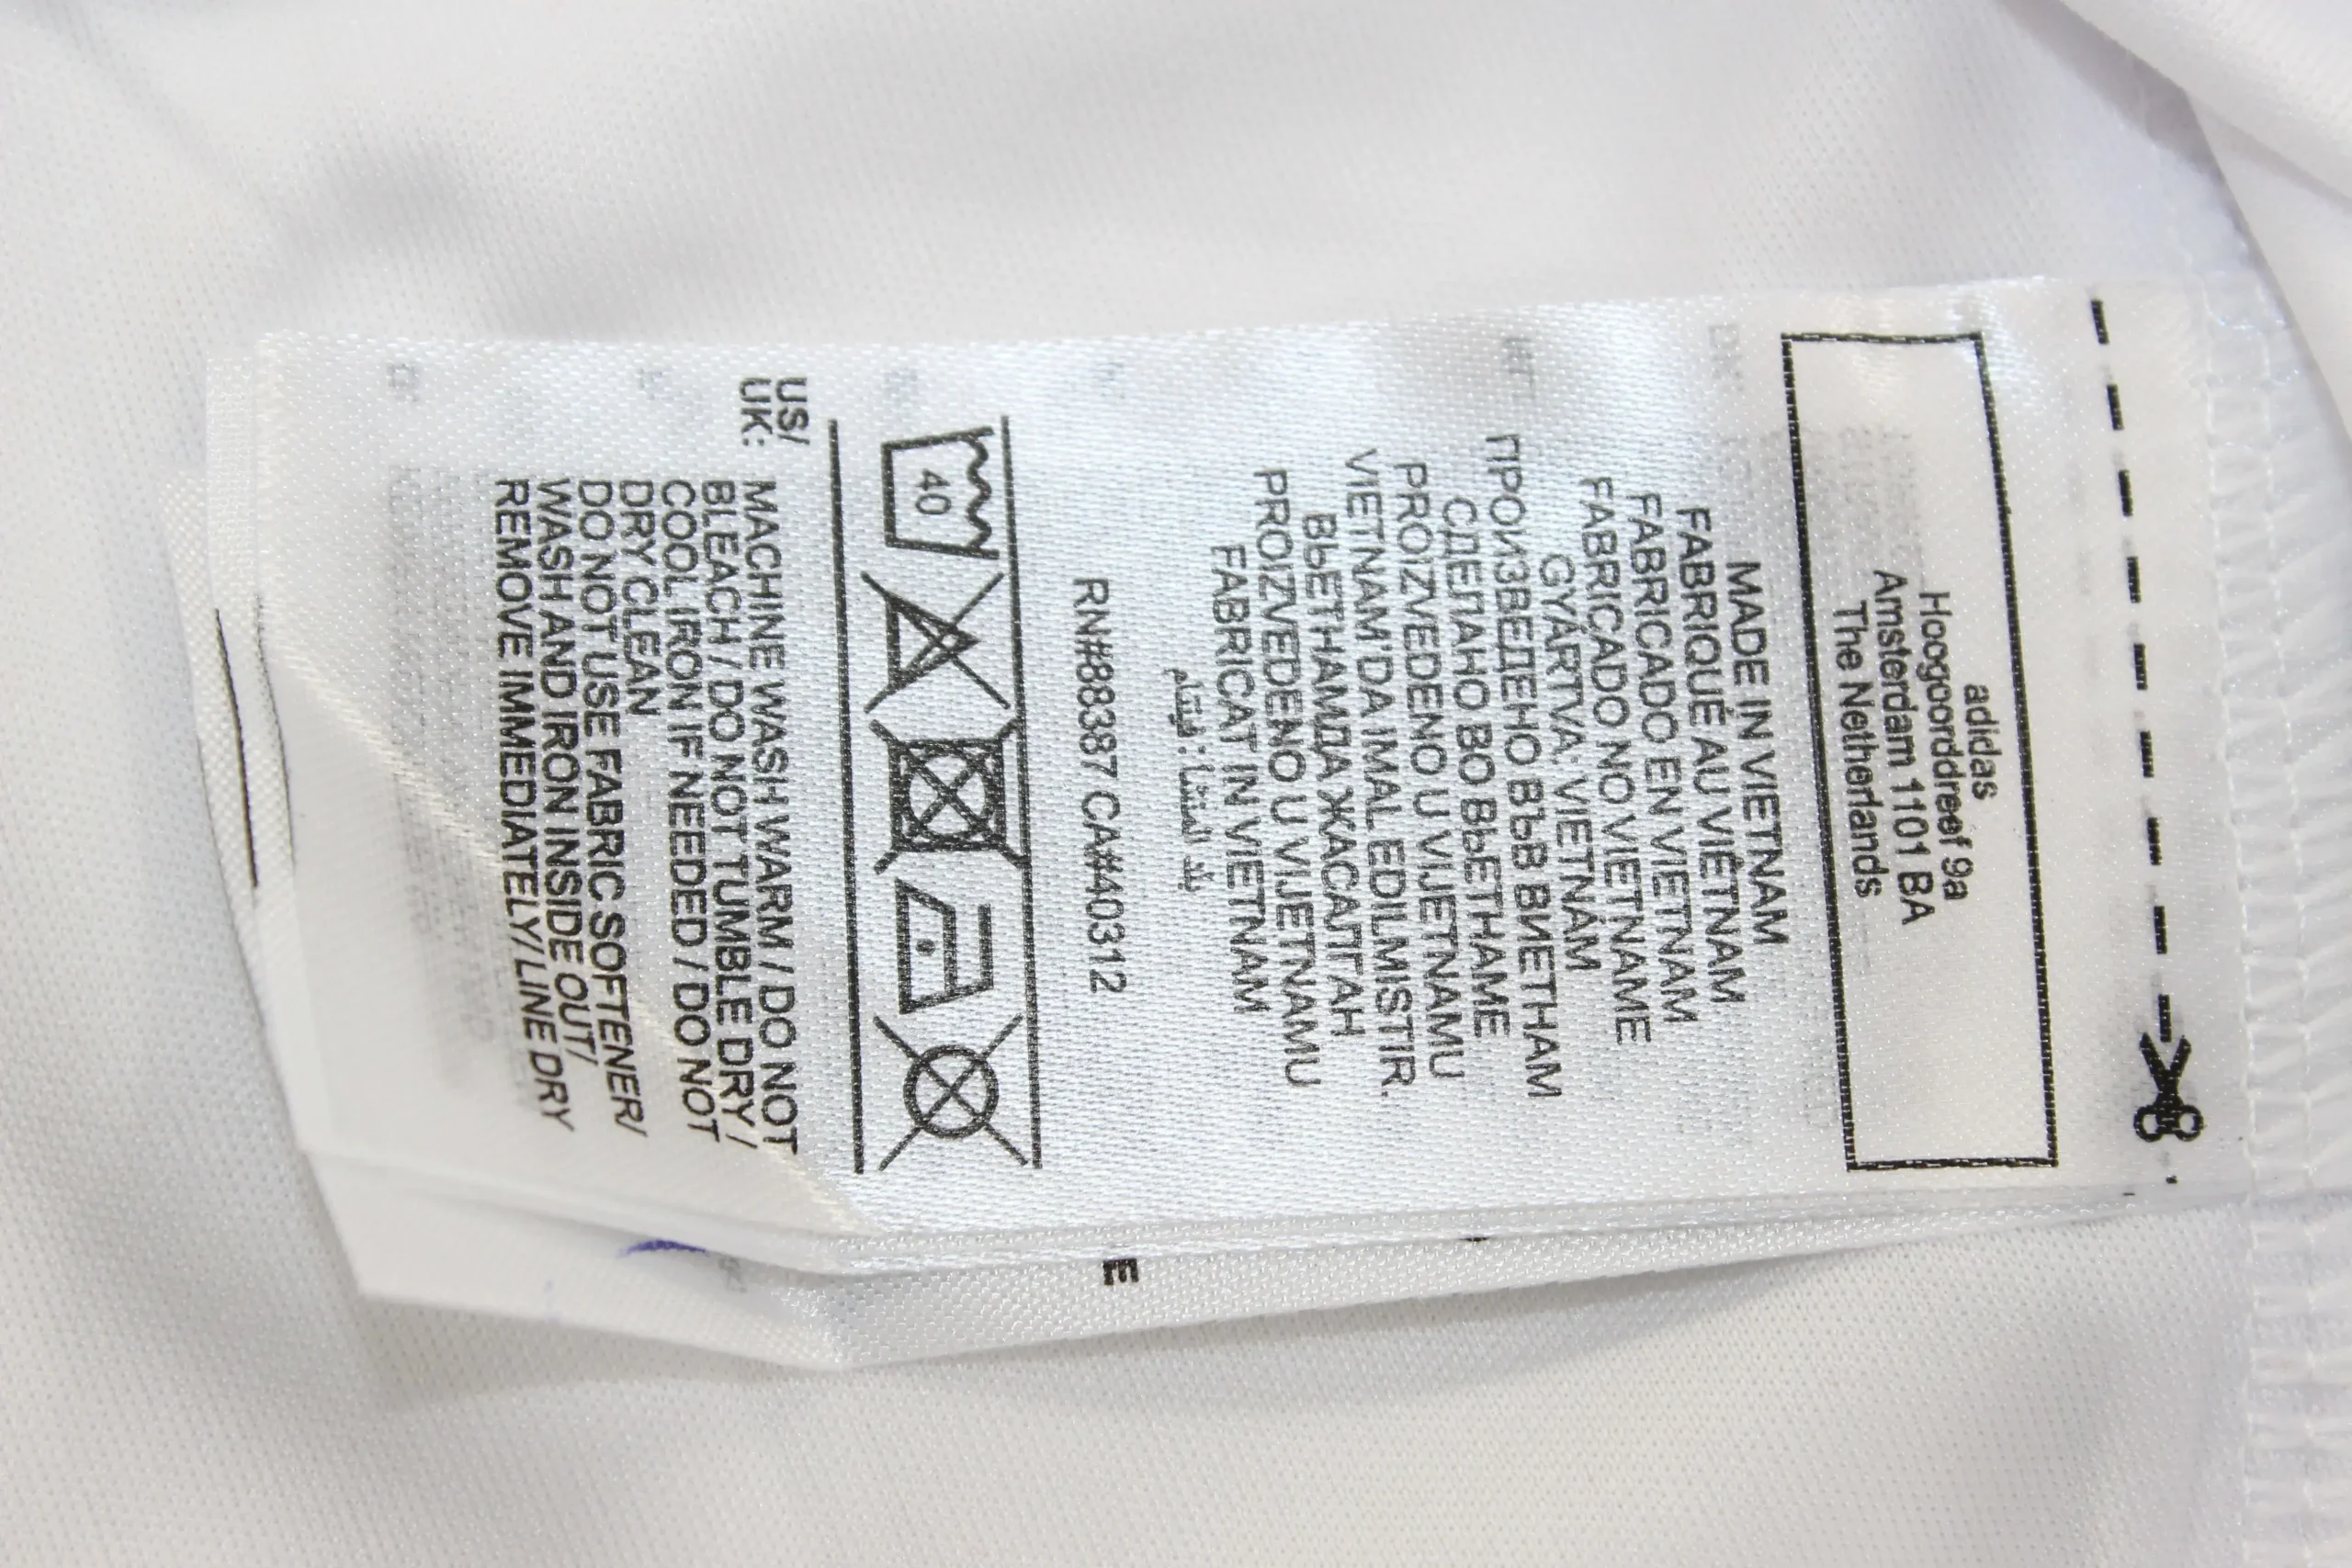 adidas
Hoogoorddreef 9a
Amsterdam 1101 BA
The Netherlands
MADE IN VIETNAM
FABRIQUÉ AU VIÊTNAM
FABRICADO EN VIETNAM
FABRICADO NO VIETNAME
GYÁRTVA: VIETNÁM
ПРОИЗВЕДЕНО ВЪВ ВИЕТНАМ
СДЕЛАНО ВО ВЬЕТНАМЕ
PROIZVEDENO U VIJETNAMU
VIETNAM'DA IMAL EDILMISTIR.
ВЬЕТНАМДА ЖАСАЛҒАН
PROIZVEDENO U VIJETNAMU
FABRICAT IN VIETNAM
بلد المنشأ: فيتنام
RN#88387 CA#40312
40
US/
UK: MACHINE WASH WARM / DO NOT
BLEACH / DO NOT TUMBLE DRY /
COOL IRON IF NEEDED / DO NOT
DRY CLEAN
DO NOT USE FABRIC SOFTENER/
WASH AND IRON INSIDE OUT/
REMOVE IMMEDIATELY/ LINE DRY
E